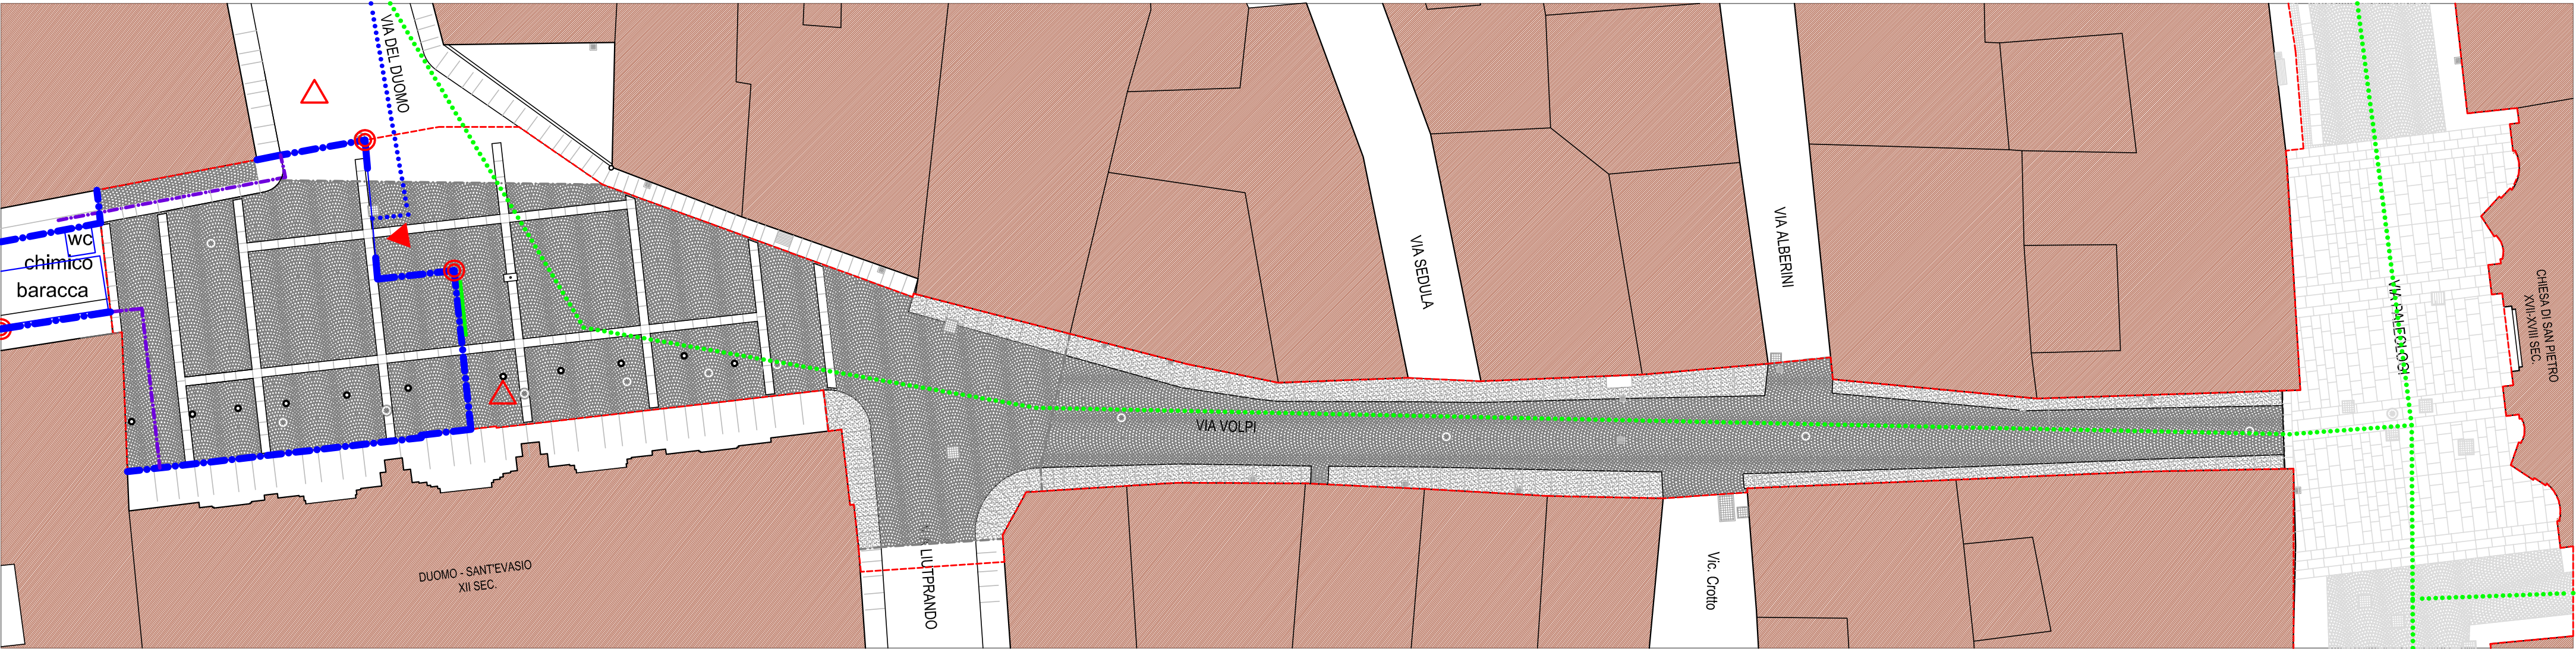 VIA DEL DUOMO
wc
chimico
baracca
DUOMO - SANT'EVASIO
XII SEC.
LIUTPRANDO
VIA VOLPI
VIA SEDULA
VIA ALBERINI
Vic. Crotto
VIA PALEOLOGI
CHIESA DI SAN PIETRO
XVII-XVIII SEC.